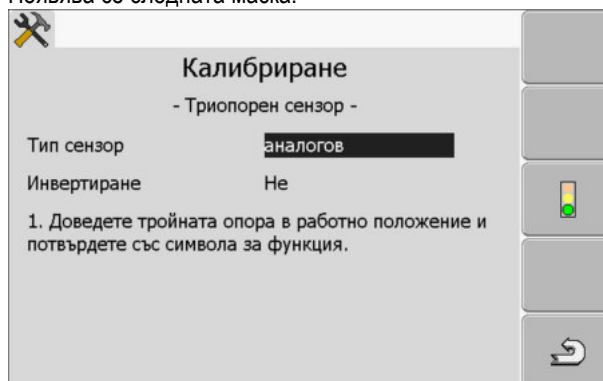 Появява се следната маска:
Калибриране
- Триопорен сензор -
Тип сензор аналогов
Инвертиране Не
1. Доведете тройната опора в работно положение и
потвърдете със символа за функция.